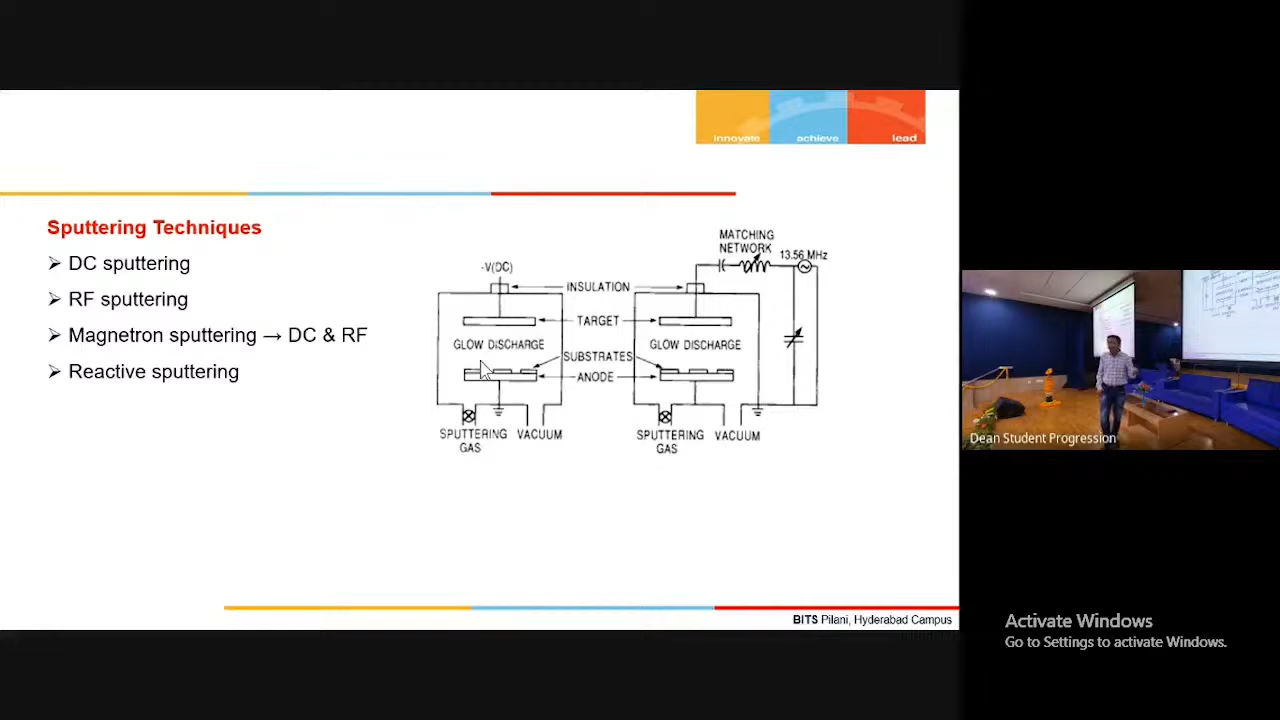 innovate achieve lead
Sputtering Techniques
➢ DC sputtering
➢ RF sputtering
➢ Magnetron sputtering → DC & RF
➢ Reactive sputtering
-V(DC)
INSULATION
TARGET
GLOW DISCHARGE
SUBSTRATES
ANODE
SPUTTERING
GAS
VACUUM
MATCHING
NETWORK
13.56 MHz
GLOW DISCHARGE
SPUTTERING
GAS
VACUUM
BITS Pilani, Hyderabad Campus
Dean Student Progression
Activate Windows
Go to Settings to activate Windows.